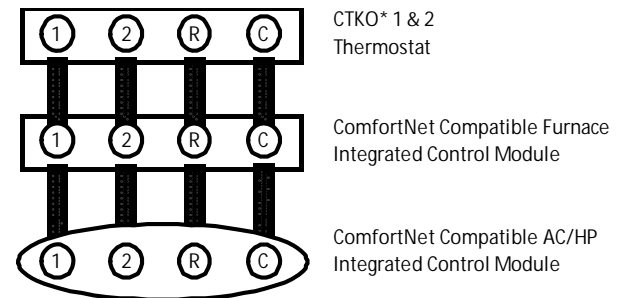 1 2 R C
CTKO* 1 & 2
Thermostat
1 2 R C
ComfortNet Compatible Furnace
Integrated Control Module
1 2 R C
ComfortNet Compatible AC/HP
Integrated Control Module